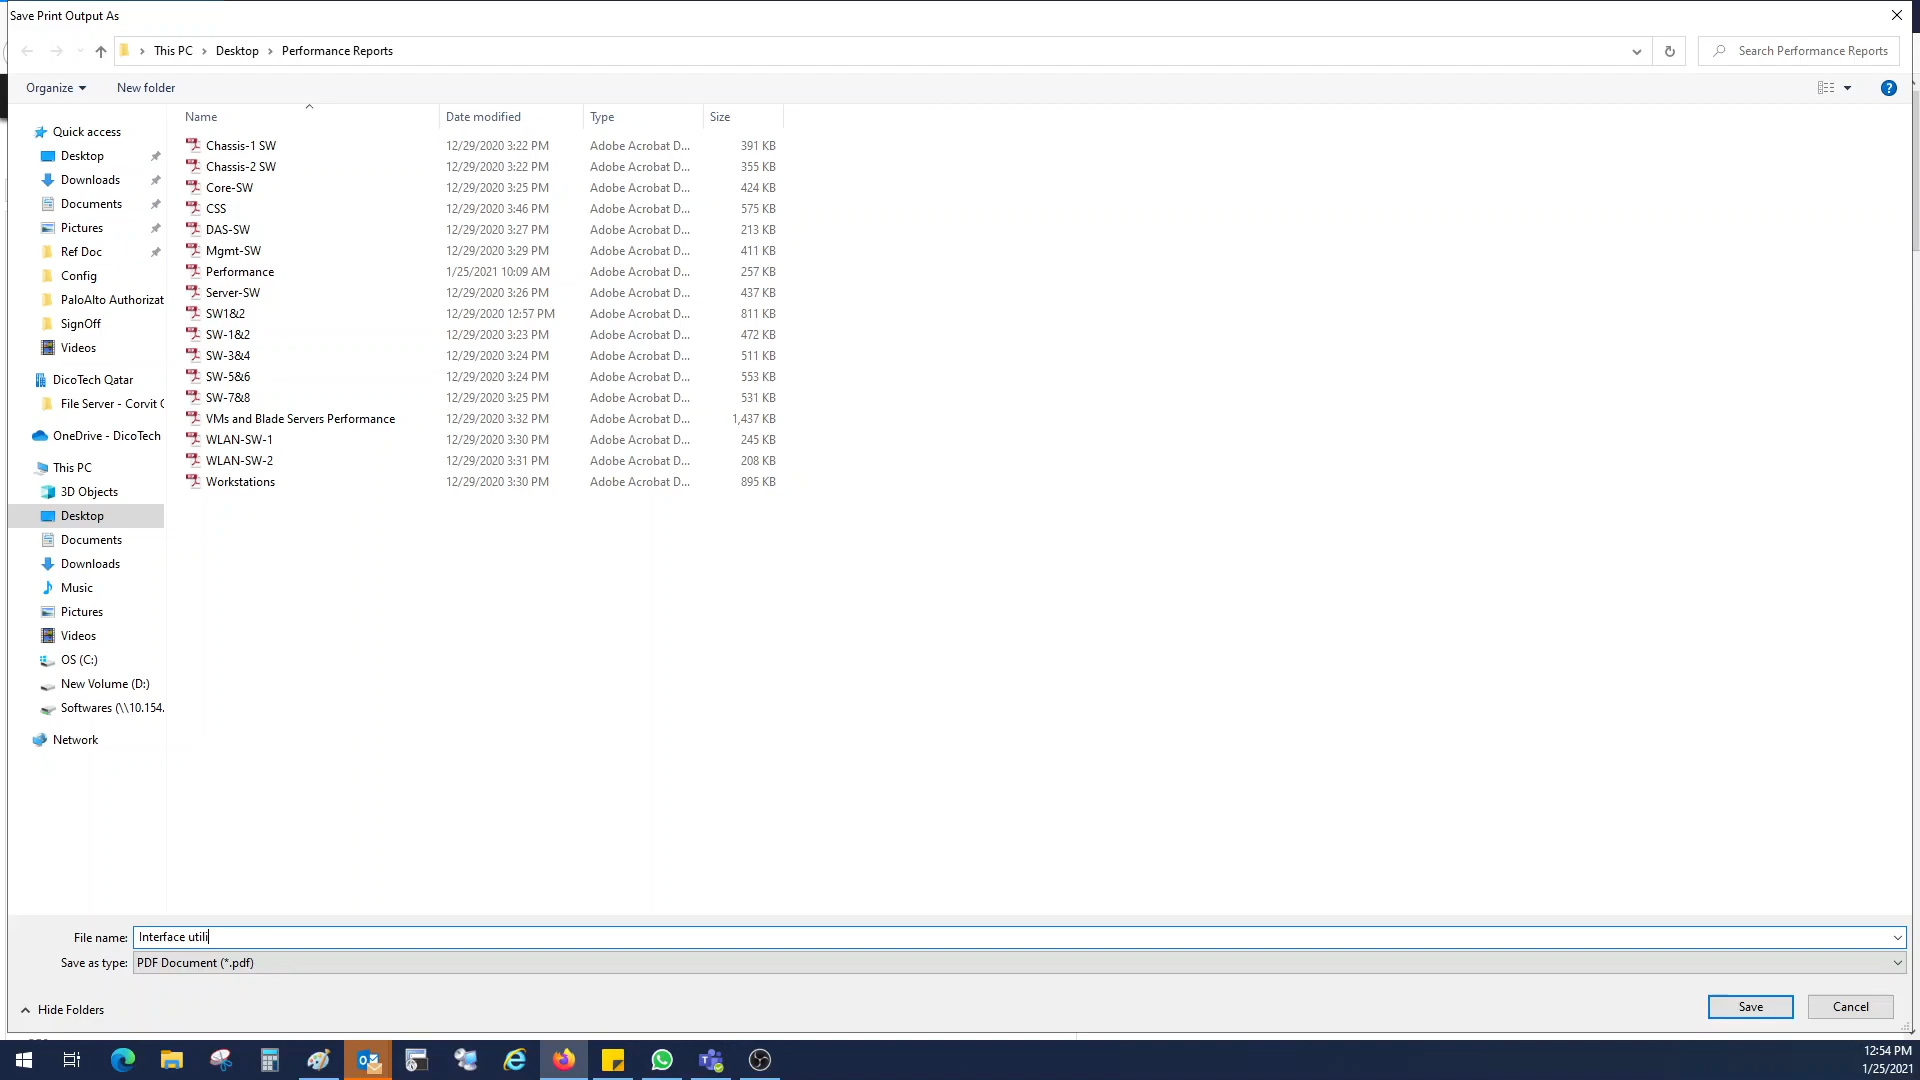 Save Print Output As
This PC > Desktop > Performance Reports
Search Performance Reports
Organize
New folder
Name
Date modified
Type
Size
Quick access
Desktop
Downloads
Documents
Pictures
Ref Doc
Config
PaloAlto Authorizat
SignOff
Videos
DicoTech Qatar
File Server - Corvit
OneDrive - DicoTech
This PC
3D Objects
Desktop
Documents
Downloads
Music
Pictures
Videos
OS (C:)
New Volume (D:)
Softwares (\\10.154.
Network
Chassis-1 SW 12/29/2020 3:22 PM Adobe Acrobat D... 391 KB
Chassis-2 SW 12/29/2020 3:22 PM Adobe Acrobat D... 355 KB
Core-SW 12/29/2020 3:25 PM Adobe Acrobat D... 424 KB
CSS 12/29/2020 3:46 PM Adobe Acrobat D... 575 KB
DAS-SW 12/29/2020 3:27 PM Adobe Acrobat D... 213 KB
Mgmt-SW 12/29/2020 3:29 PM Adobe Acrobat D... 411 KB
Performance 1/25/2021 10:09 AM Adobe Acrobat D... 257 KB
Server-SW 12/29/2020 3:26 PM Adobe Acrobat D... 437 KB
SW1&2 12/29/2020 12:57 PM Adobe Acrobat D... 811 KB
SW-1&2 12/29/2020 3:23 PM Adobe Acrobat D... 472 KB
SW-3&4 12/29/2020 3:24 PM Adobe Acrobat D... 511 KB
SW-5&6 12/29/2020 3:24 PM Adobe Acrobat D... 553 KB
SW-7&8 12/29/2020 3:25 PM Adobe Acrobat D... 531 KB
VMs and Blade Servers Performance 12/29/2020 3:32 PM Adobe Acrobat D... 1,437 KB
WLAN-SW-1 12/29/2020 3:30 PM Adobe Acrobat D... 245 KB
WLAN-SW-2 12/29/2020 3:31 PM Adobe Acrobat D... 208 KB
Workstations 12/29/2020 3:30 PM Adobe Acrobat D... 895 KB
File name: Interface utili
Save as type: PDF Document (*.pdf)
Hide Folders
Save
Cancel
12:54 PM
1/25/2021